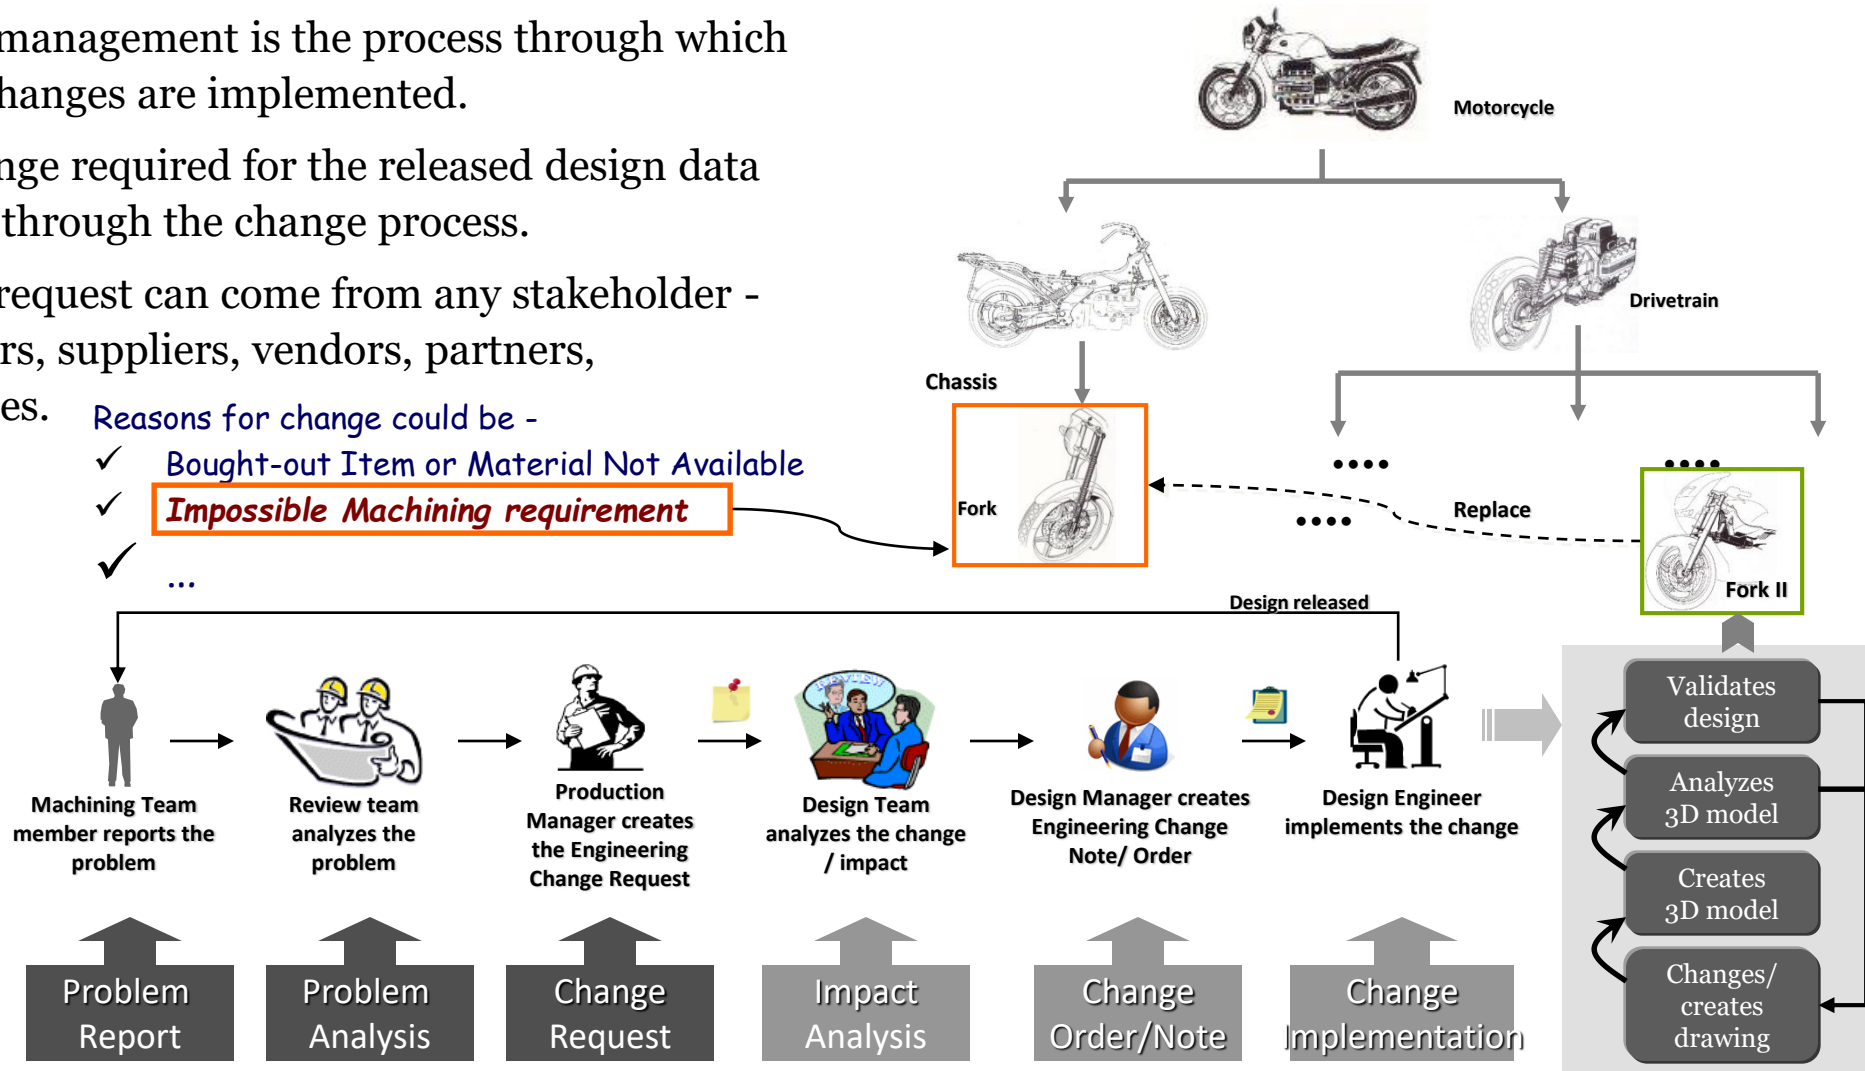 management is the process through which
hanges are implemented.
nge required for the released design data
through the change process.
request can come from any stakeholder -
rs, suppliers, vendors, partners,
es.
Reasons for change could be -
✓ Bought-out Item or Material Not Available
✓ Impossible Machining requirement
✓ ...
Motorcycle
Drivetrain
Chassis
Fork
••••
••••
••••
Replace
Fork II
Design released
REVIEW
Machining Team
member reports the
problem
Review team
analyzes the
problem
Production
Manager creates
the Engineering
Change Request
Design Team
analyzes the change
/ impact
Design Manager creates
Engineering Change
Note/ Order
Design Engineer
implements the change
Problem
Report
Problem
Analysis
Change
Request
Impact
Analysis
Change
Order/Note
Change
Implementation
Validates
design
Analyzes
3D model
Creates
3D model
Changes/
creates
drawing